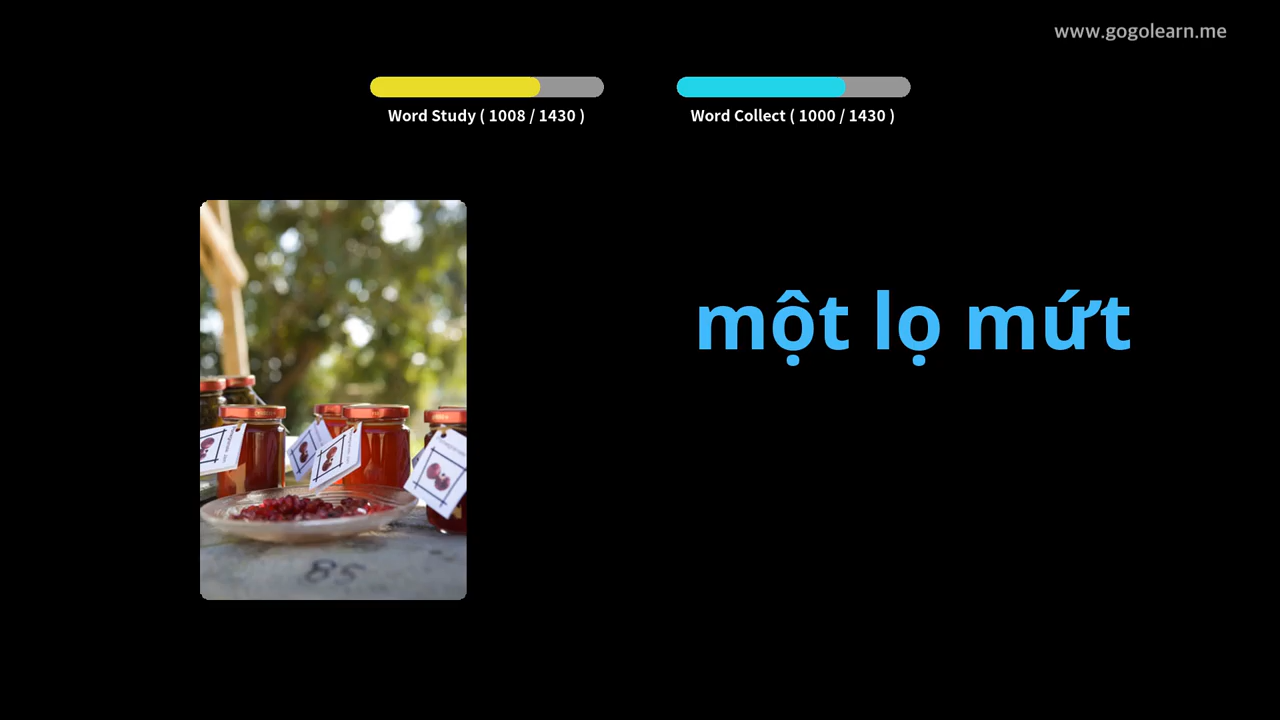 www.gogolearn.me
Word Study ( 1008 / 1430 )
Word Collect ( 1000 / 1430 )
một lọ mứt
85